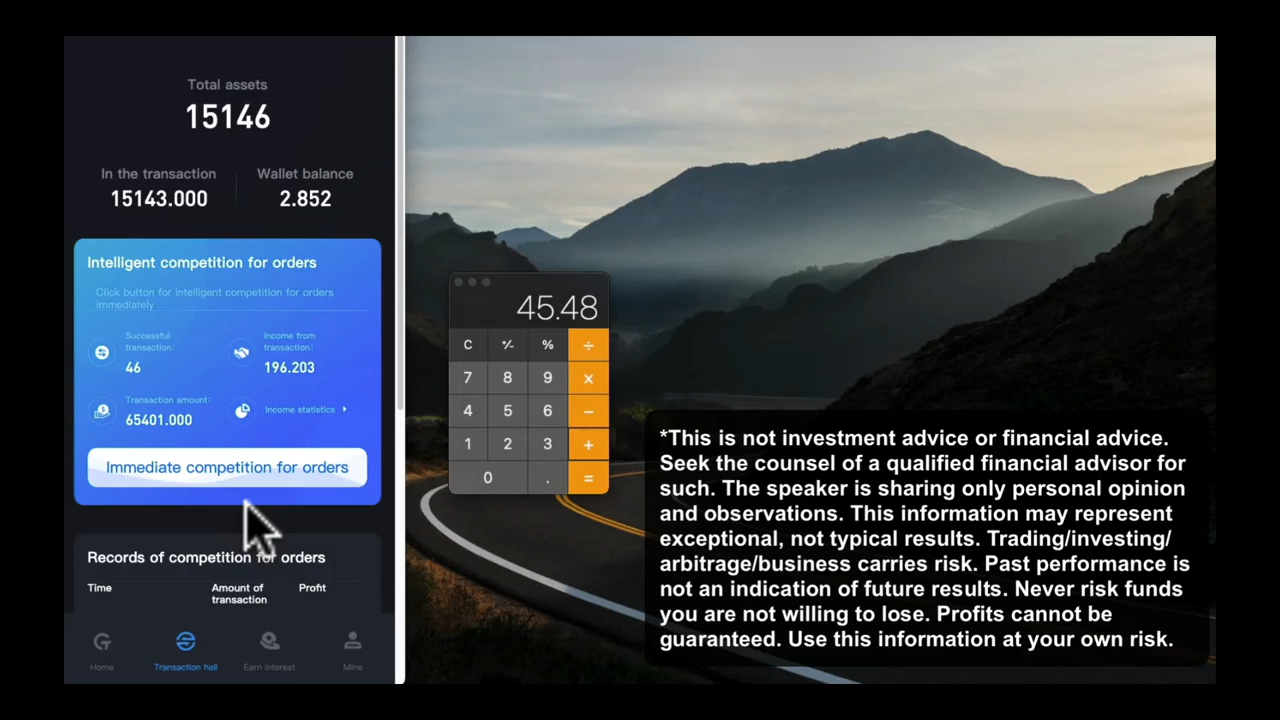 Total assets
15146
In the transaction
Wallet balance
15143.000
2.852
Intelligent competition for orders
Click button for intelligent competition for orders
immediately
Successful
transaction:
46
Income from
transaction:
196.203
Transaction amount:
65401.000
Income statistics
Immediate competition for orders
Records of competition for orders
Time
Amount of
transaction
Profit
Home
Transaction hall
Earn interest
Mine
45.48
C +⁄- % ÷
7 8 9 x
4 5 6 −
1 2 3 +
0 . =
*This is not investment advice or financial advice.
Seek the counsel of a qualified financial advisor for
such. The speaker is sharing only personal opinion
and observations. This information may represent
exceptional, not typical results. Trading/investing/
arbitrage/business carries risk. Past performance is
not an indication of future results. Never risk funds
you are not willing to lose. Profits cannot be
guaranteed. Use this information at your own risk.